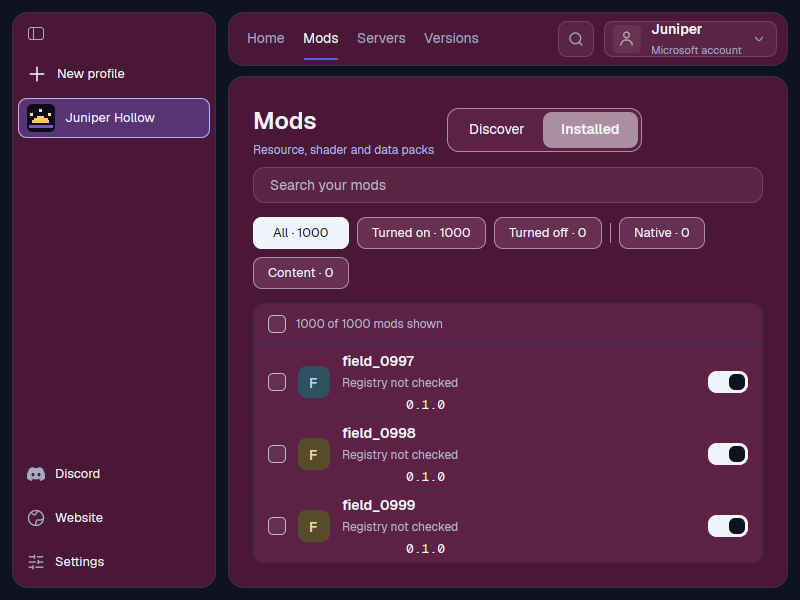 New profile
Juniper Hollow
Discord
Website
Settings
Home Mods Servers Versions
Juniper
Microsoft account
Mods
Resource, shader and data packs
Discover Installed
Search your mods
All · 1000 Turned on · 1000 Turned off · 0 Native · 0
Content · 0
1000 of 1000 mods shown
F field_0997
Registry not checked
0.1.0
F field_0998
Registry not checked
0.1.0
F field_0999
Registry not checked
0.1.0